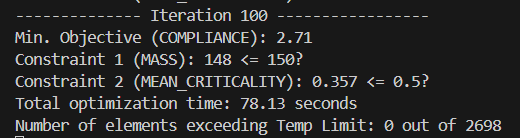 -------------- Iteration 100 -----------------
Min. Objective (COMPLIANCE): 2.71
Constraint 1 (MASS): 148 <= 150?
Constraint 2 (MEAN_CRITICALITY): 0.357 <= 0.5?
Total optimization time: 78.13 seconds
Number of elements exceeding Temp Limit: 0 out of 2698